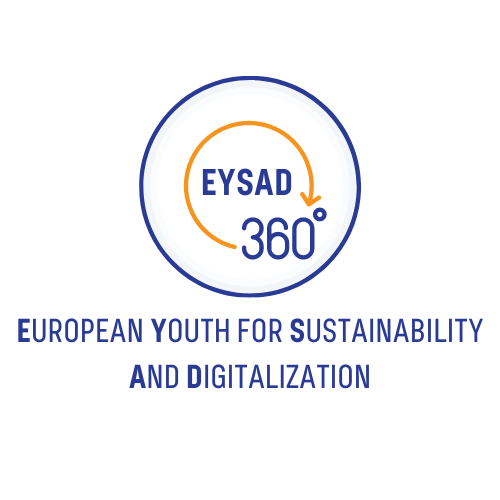 EYSAD
360°
EUROPEAN YOUTH FOR SUSTAINABILITY
AND DIGITALIZATION